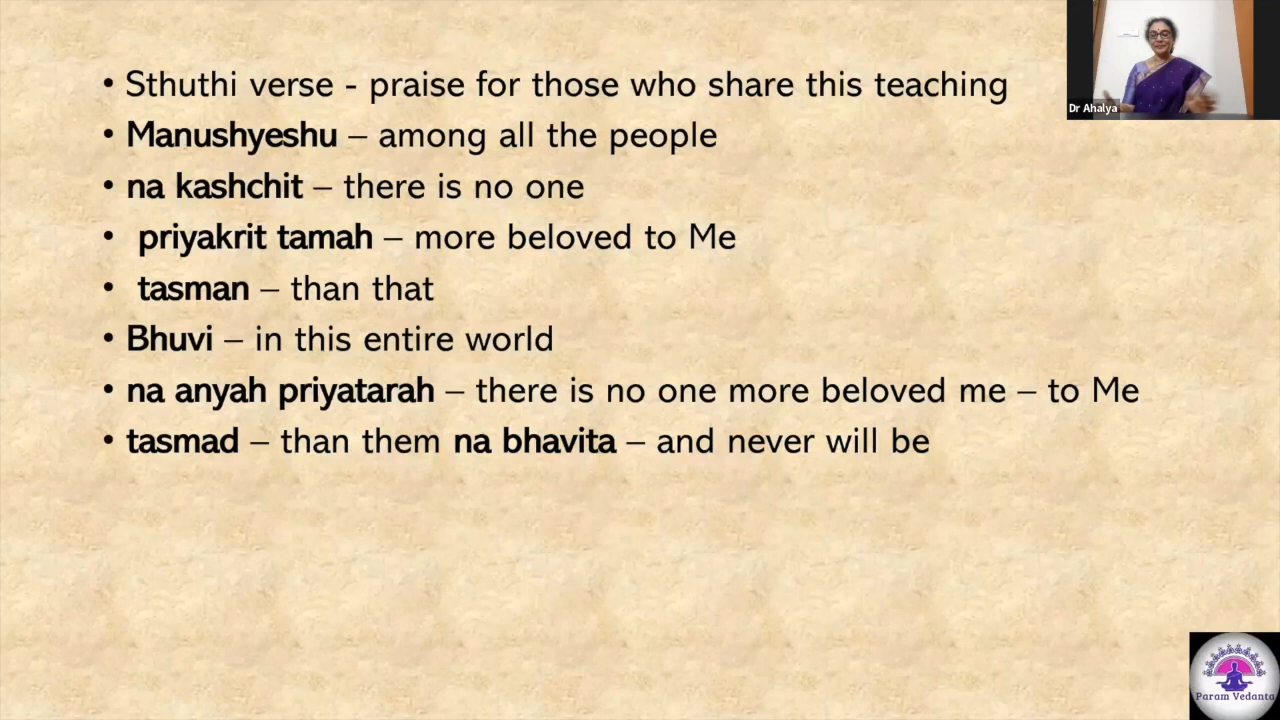 • Sthuthi verse - praise for those who share this teaching
• Manushyeshu – among all the people
• na kashchit – there is no one
• priyakrit tamah – more beloved to Me
• tasman – than that
• Bhuvi – in this entire world
• na anyah priyatarah – there is no one more beloved me – to Me
• tasmad – than them na bhavita – and never will be
Dr Ahalya
Param Vedanta